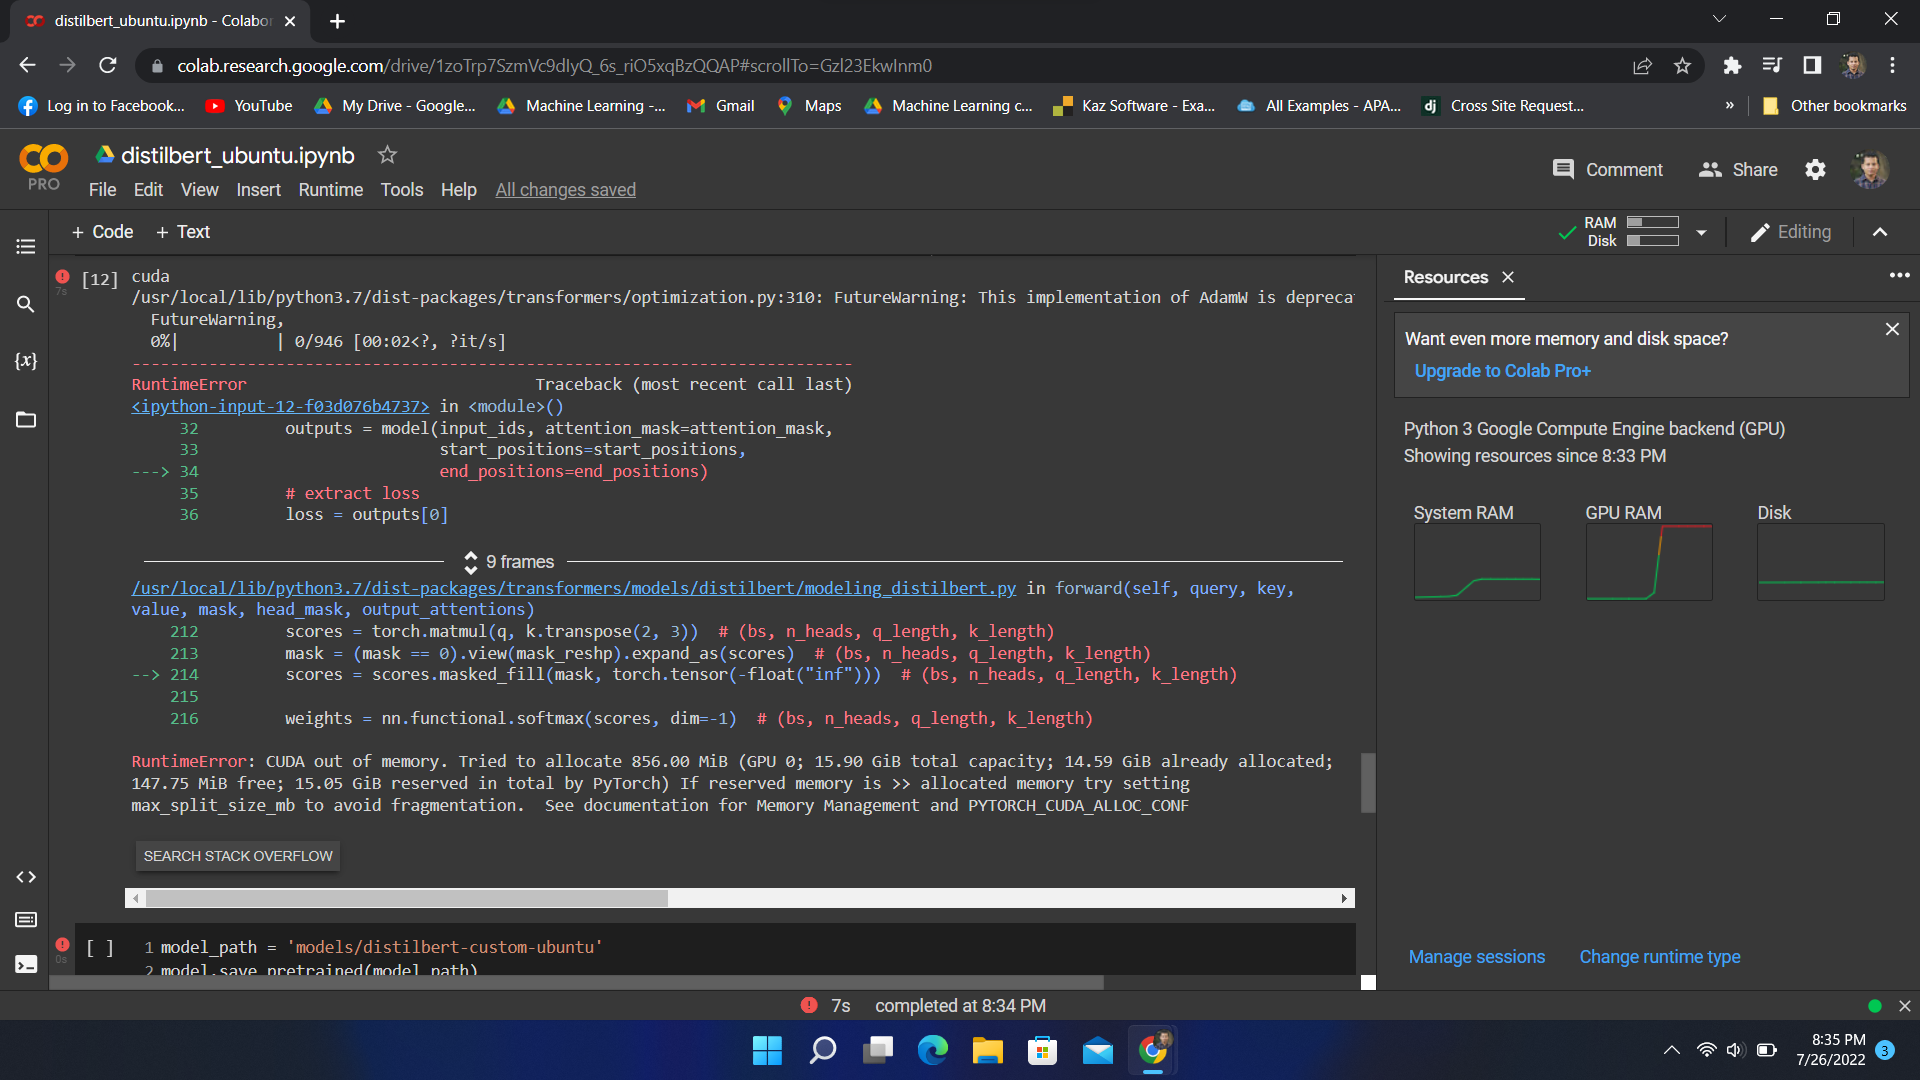 distilbert_ubuntu.ipynb - Colabor
colab.research.google.com/drive/1zoTrp7SzmVc9dIyQ_6s_riO5xqBzQQAP#scrollTo=Gzl23EkwInm0
Log in to Facebook...
YouTube
My Drive - Google...
Machine Learning -...
Gmail
Maps
Machine Learning c...
Kaz Software - Exa...
All Examples - APA...
dj
Cross Site Request...
»
Other bookmarks
CO
PRO
distilbert_ubuntu.ipynb
File Edit View Insert Runtime Tools Help All changes saved
Comment
Share
+ Code + Text
RAM
Disk
Editing
{x}
7s
[12]
cuda
/usr/local/lib/python3.7/dist-packages/transformers/optimization.py:310: FutureWarning: This implementation of AdamW is depreca
FutureWarning,
0%| | 0/946 [00:02<?, ?it/s]
---------------------------------------------------------------------------
RuntimeError Traceback (most recent call last)
<ipython-input-12-f03d076b4737> in <module>()
32 outputs = model(input_ids, attention_mask=attention_mask,
33 start_positions=start_positions,
---> 34 end_positions=end_positions)
35 # extract loss
36 loss = outputs[0]
9 frames
/usr/local/lib/python3.7/dist-packages/transformers/models/distilbert/modeling_distilbert.py in forward(self, query, key,
value, mask, head_mask, output_attentions)
212 scores = torch.matmul(q, k.transpose(2, 3)) # (bs, n_heads, q_length, k_length)
213 mask = (mask == 0).view(mask_reshp).expand_as(scores) # (bs, n_heads, q_length, k_length)
--> 214 scores = scores.masked_fill(mask, torch.tensor(-float("inf"))) # (bs, n_heads, q_length, k_length)
215
216 weights = nn.functional.softmax(scores, dim=-1) # (bs, n_heads, q_length, k_length)
RuntimeError: CUDA out of memory. Tried to allocate 856.00 MiB (GPU 0; 15.90 GiB total capacity; 14.59 GiB already allocated;
147.75 MiB free; 15.05 GiB reserved in total by PyTorch) If reserved memory is >> allocated memory try setting
max_split_size_mb to avoid fragmentation. See documentation for Memory Management and PYTORCH_CUDA_ALLOC_CONF
SEARCH STACK OVERFLOW
0s
[ ]
1 model_path = 'models/distilbert-custom-ubuntu'
2 model.save_pretrained(model_path)
Resources
Want even more memory and disk space?
Upgrade to Colab Pro+
Python 3 Google Compute Engine backend (GPU)
Showing resources since 8:33 PM
System RAM
GPU RAM
Disk
Manage sessions
Change runtime type
7s completed at 8:34 PM
8:35 PM
7/26/2022
3